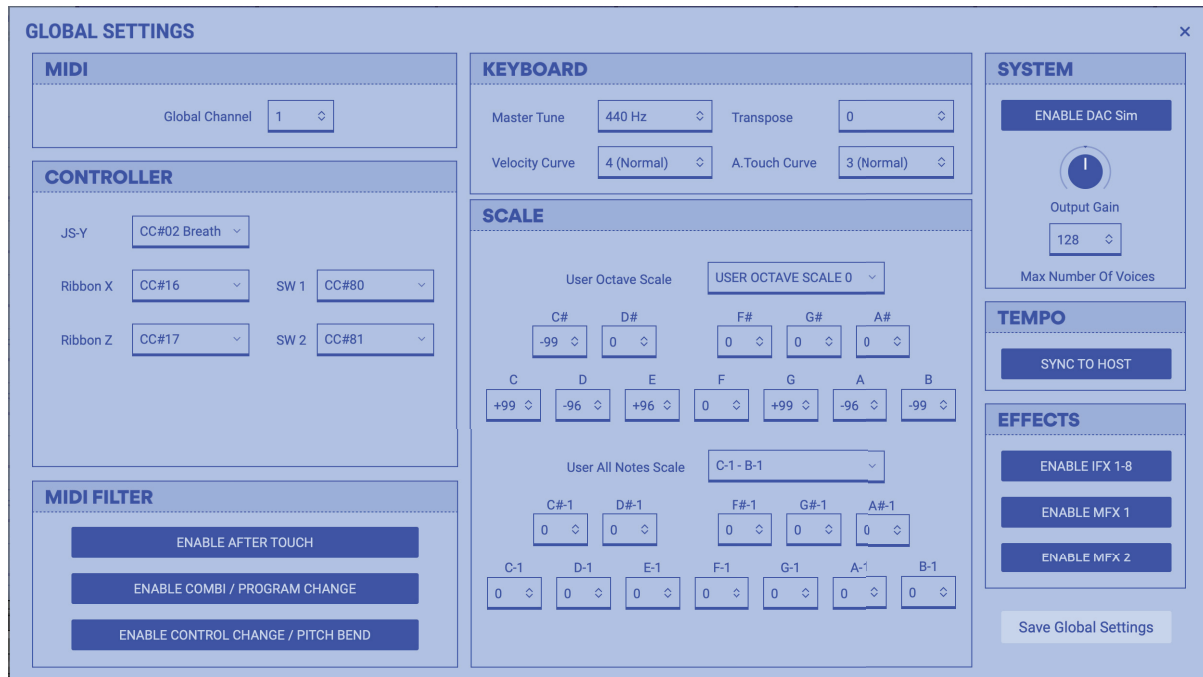 GLOBAL SETTINGS
×
MIDI
Global Channel 1
CONTROLLER
JS-Y CC#02 Breath
Ribbon X CC#16 SW 1 CC#80
Ribbon Z CC#17 SW 2 CC#81
MIDI FILTER
ENABLE AFTER TOUCH
ENABLE COMBI / PROGRAM CHANGE
ENABLE CONTROL CHANGE / PITCH BEND
KEYBOARD
Master Tune 440 Hz Transpose 0
Velocity Curve 4 (Normal) A.Touch Curve 3 (Normal)
SCALE
User Octave Scale USER OCTAVE SCALE 0
C# D# F# G# A#
-99 0 0 0 0
C D E F G A B
+99 -96 +96 0 +99 -96 -99
User All Notes Scale C-1 - B-1
C#-1 D#-1 F#-1 G#-1 A#-1
0 0 0 0 0
C-1 D-1 E-1 F-1 G-1 A-1 B-1
0 0 0 0 0 0 0
SYSTEM
ENABLE DAC Sim
Output Gain
128
Max Number Of Voices
TEMPO
SYNC TO HOST
EFFECTS
ENABLE IFX 1-8
ENABLE MFX 1
ENABLE MFX 2
Save Global Settings